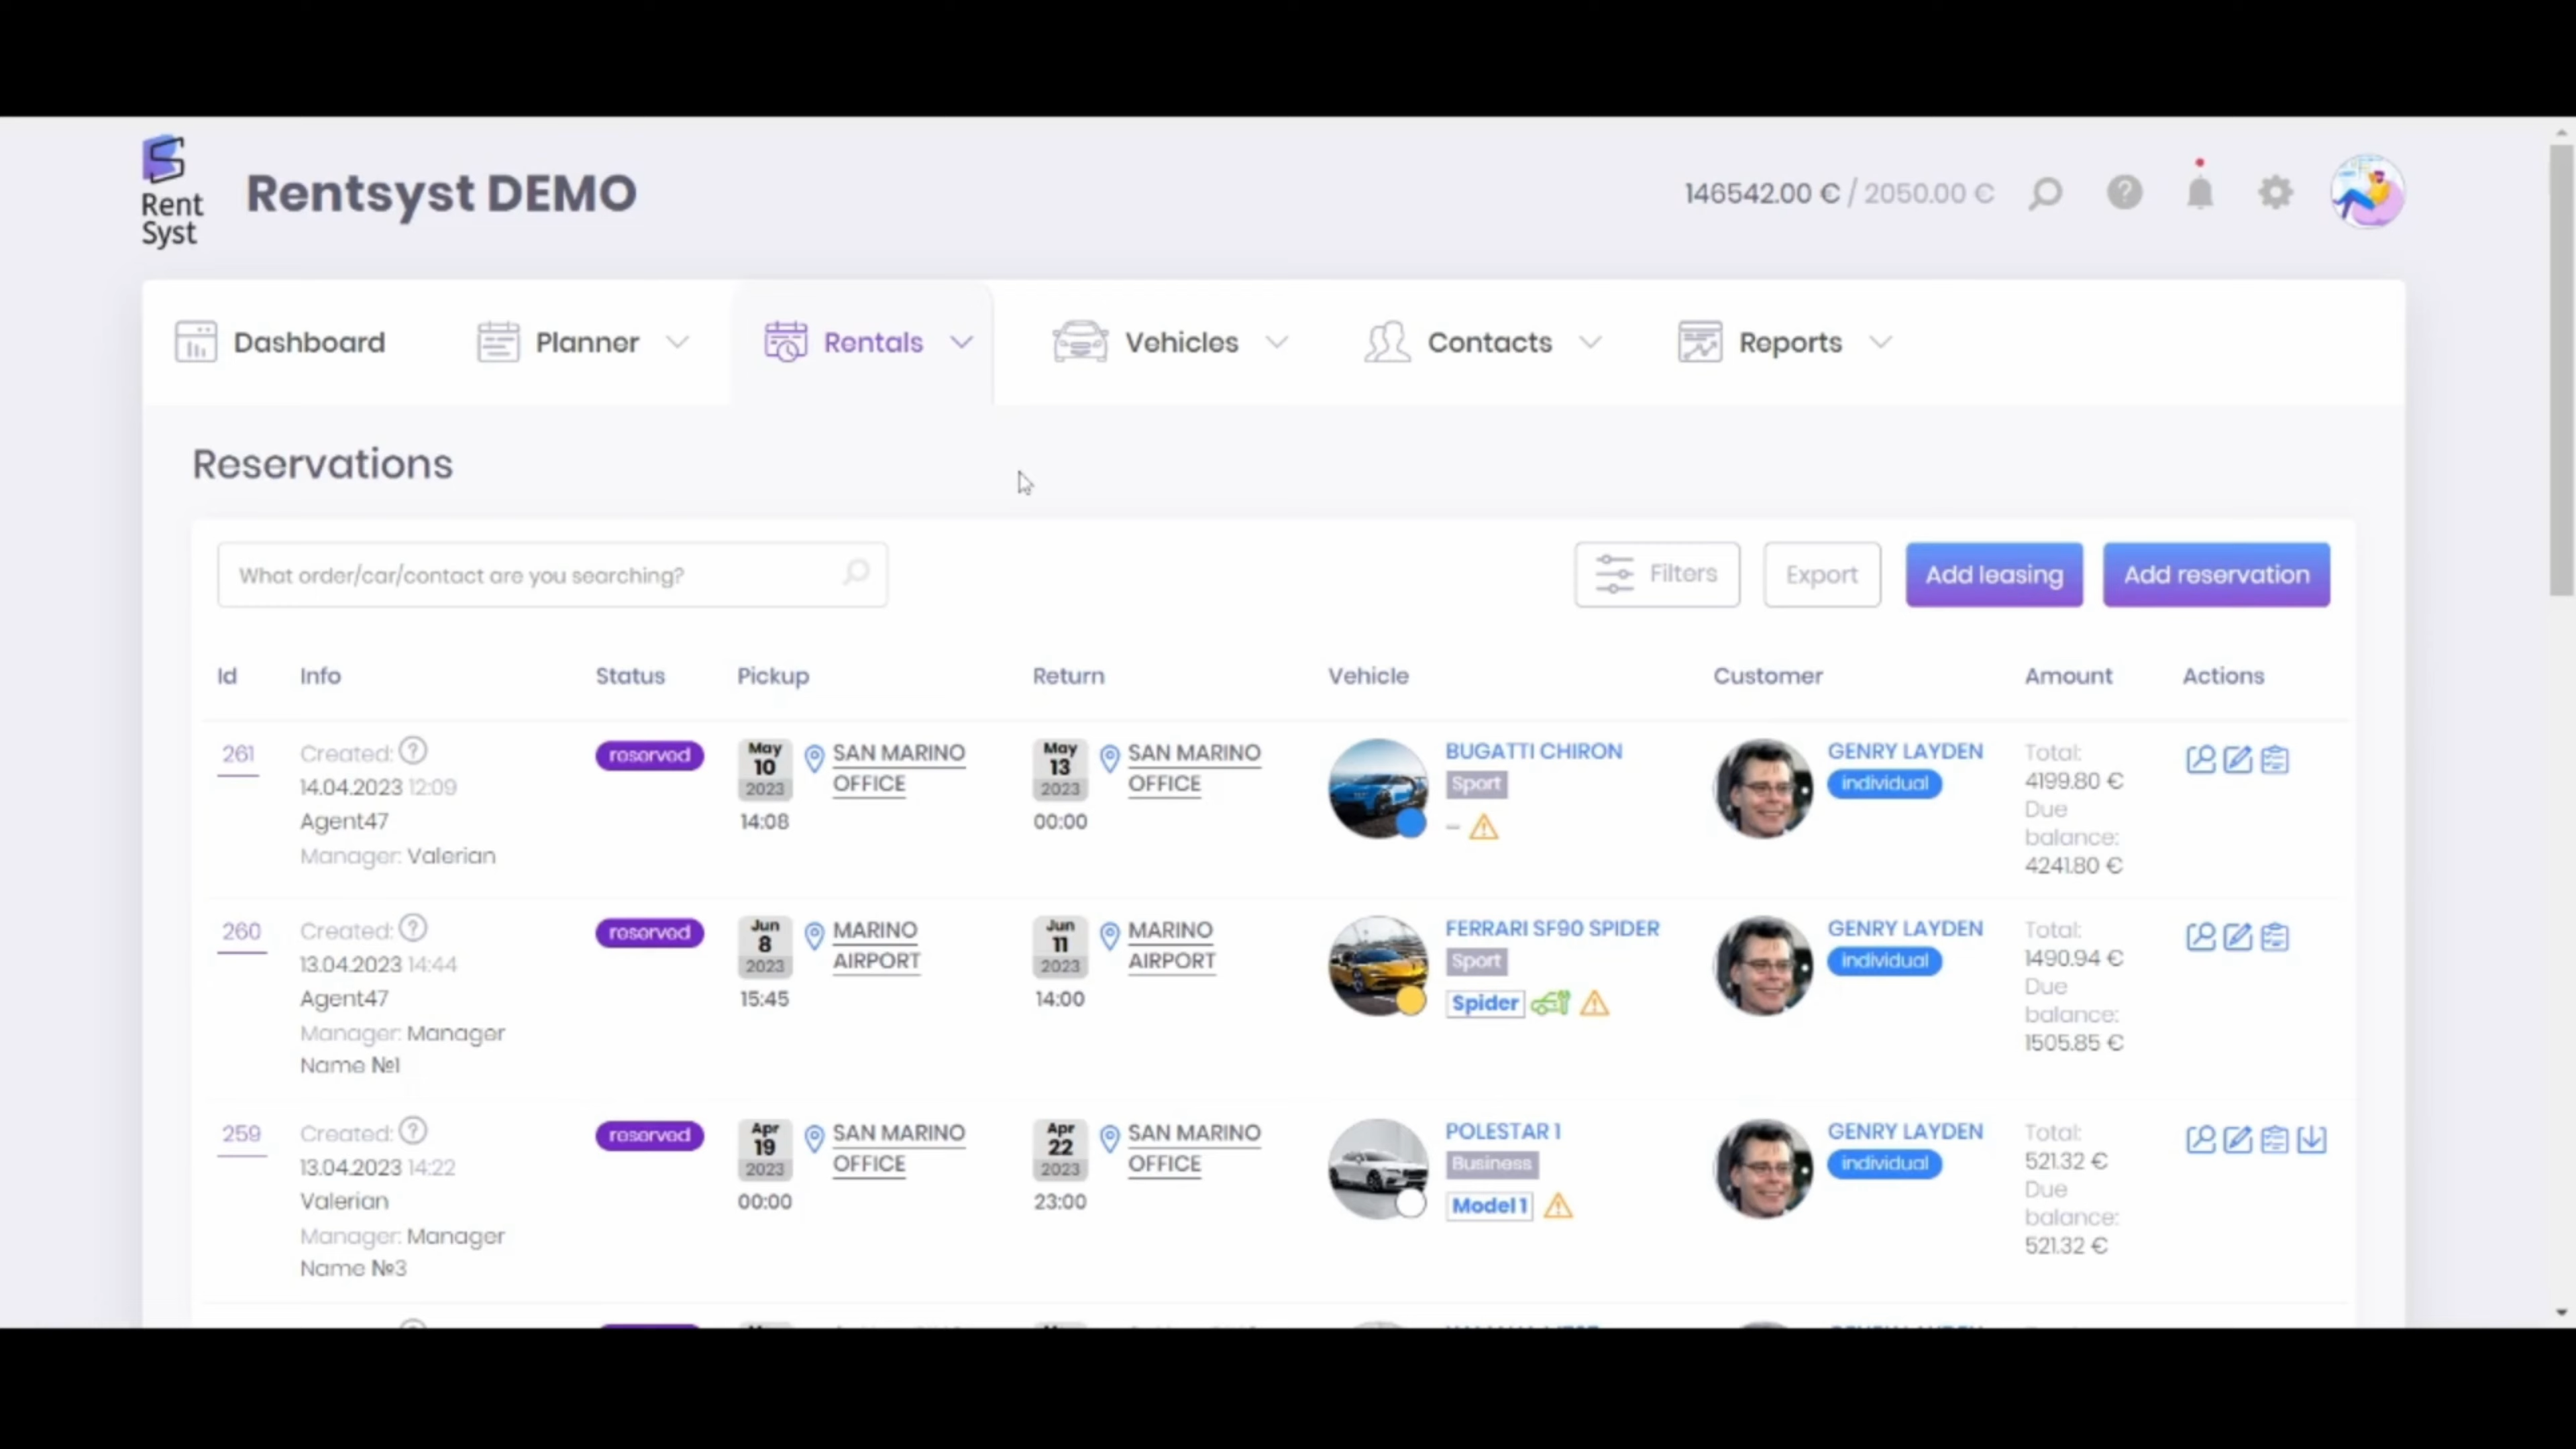 Rent
Syst
Rentsyst DEMO
146542.00 € / 2050.00 €
Dashboard
Planner
Rentals
Vehicles
Contacts
Reports
Reservations
What order/car/contact are you searching?
Filters
Export
Add leasing
Add reservation
Id
Info
Status
Pickup
Return
Vehicle
Customer
Amount
Actions
261
Created:
14.04.2023 12:09
Agent47
Manager: Valerian
reserved
May
10
2023
14:08
SAN MARINO
OFFICE
May
13
2023
00:00
SAN MARINO
OFFICE
BUGATTI CHIRON
Sport
–
GENRY LAYDEN
individual
Total:
4199.80 €
Due
balance:
4241.80 €
260
Created:
13.04.2023 14:44
Agent47
Manager: Manager
Name №1
reserved
Jun
8
2023
15:45
MARINO
AIRPORT
Jun
11
2023
14:00
MARINO
AIRPORT
FERRARI SF90 SPIDER
Sport
Spider
GENRY LAYDEN
individual
Total:
1490.94 €
Due
balance:
1505.85 €
259
Created:
13.04.2023 14:22
Valerian
Manager: Manager
Name №3
reserved
Apr
19
2023
00:00
SAN MARINO
OFFICE
Apr
22
2023
23:00
SAN MARINO
OFFICE
POLESTAR 1
Business
Model 1
GENRY LAYDEN
individual
Total:
521.32 €
Due
balance:
521.32 €